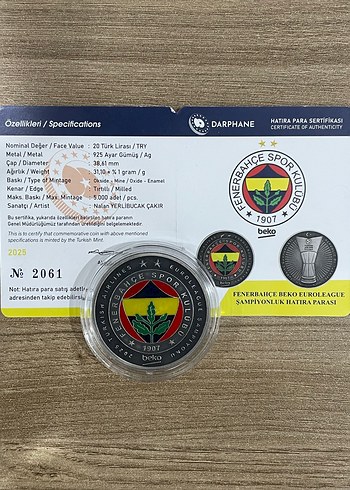 Özellikleri / Specifications
DARPHANE
HATIRA PARA SERTİFİKASI
CERTIFICATE OF AUTHENTICITY
Nominal Değer / Face Value : 20 Türk Lirası / TRY
Metal / Metal : 925 Ayar Gümüş / Ag
Çap / Diameter : 38,61 mm
Ağırlık / Weight : 31,10 ± % 1 gram / g
Baskı / Type of Mintage : Okside - Mine / Oxide - Enamel
Kenar / Edge : Tırtıllı / Milled
Maks. Baskı / Max. Mintage : 5.000 adet / pcs.
Sanatçı / Artist : Nalan YERLİBUCAK ÇAKIR
Bu sertifika, yukarıda özellikleri belirtilen hatıra paranın
Genel Müdürlüğümüz tarafından üretildiğini belgelemektedir.
This is to certify that commemorative coin with above mentioned
specifications is minted by the Turkish Mint.
2025
№ 2061
Not: Hatıra para satış adetle
adresinden takip edebilirsi
FENERBAHÇE SPOR KULÜBÜ
1907
beko
FENERBAHÇE BEKO EUROLEAGUE
ŞAMPİYONLUK HATIRA PARASI
TURKISH AIRLINES EUROLEAGUE ŞAMPİYONU
FENERBAHÇE SPOR KULÜBÜ
1907
beko